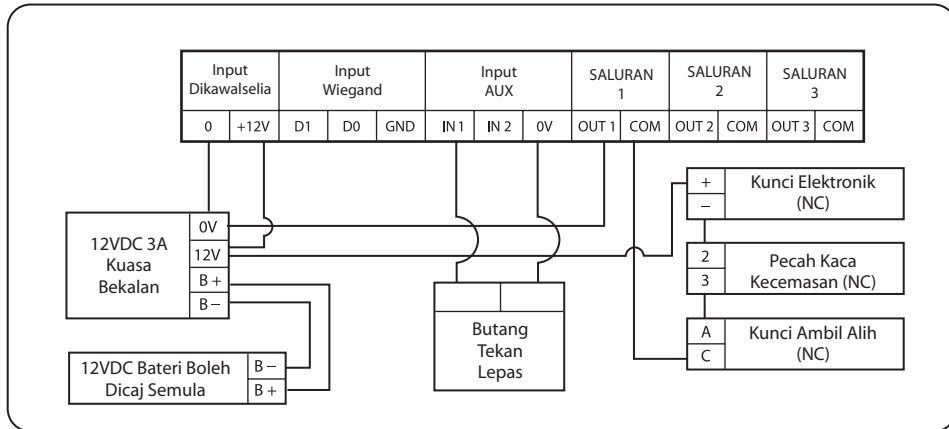 Input
Dikawalselia
Input
Wiegand
Input
AUX
SALURAN
1
SALURAN
2
SALURAN
3
0 +12V D1 D0 GND IN 1 IN 2 0V OUT 1 COM OUT 2 COM OUT 3 COM
12VDC 3A
Kuasa
Bekalan
0V
12V
B +
B –
12VDC Bateri Boleh
Dicaj Semula
B –
B +
Butang
Tekan
Lepas
+
–
Kunci Elektronik
(NC)
2
3
Pecah Kaca
Kecemasan (NC)
A
C
Kunci Ambil Alih
(NC)